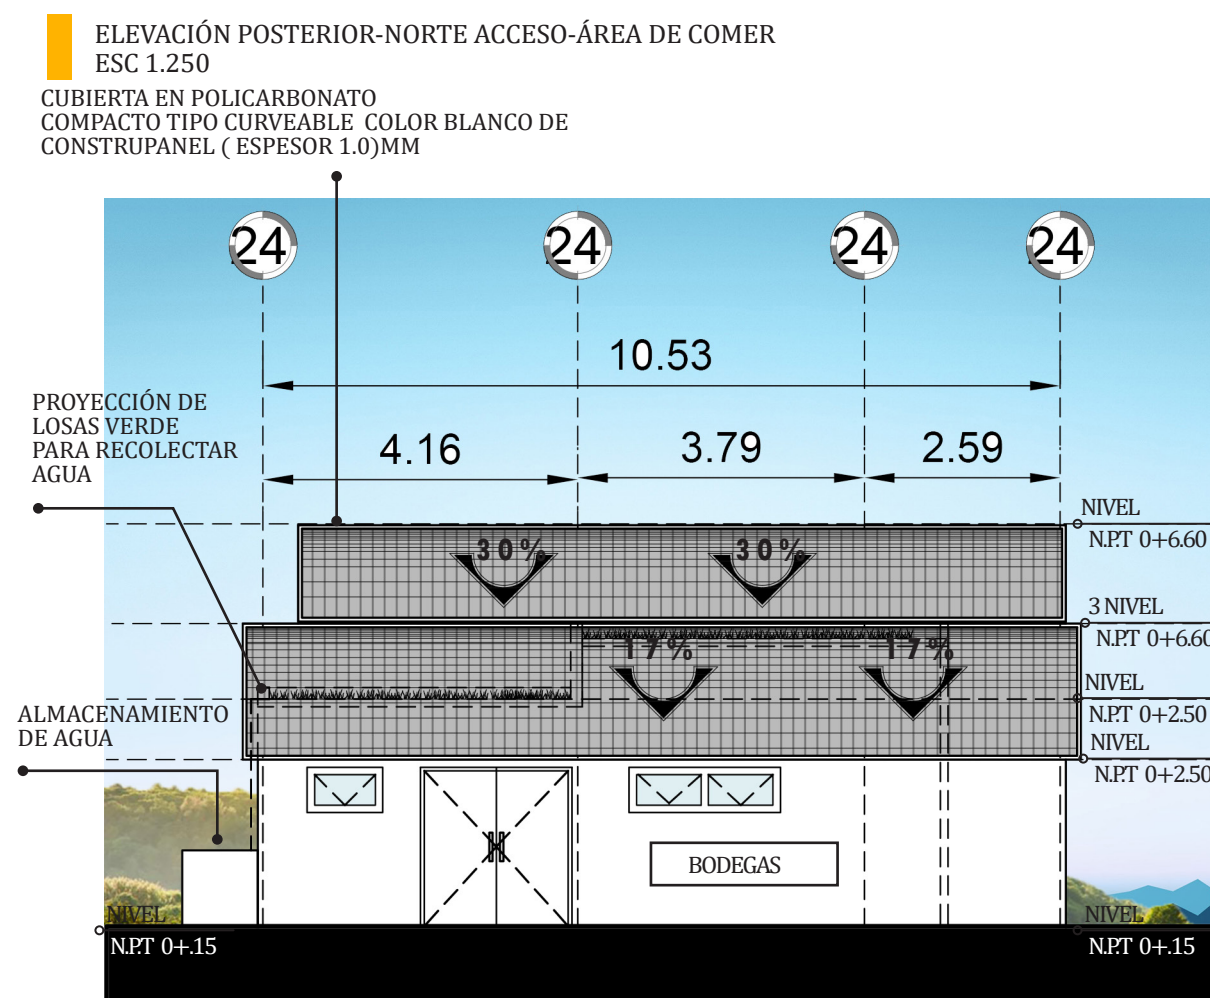 ELEVACIÓN POSTERIOR-NORTE ACCESO-ÁREA DE COMER
ESC 1.250
CUBIERTA EN POLICARBONATO
COMPACTO TIPO CURVEABLE COLOR BLANCO DE
CONSTRUPANEL ( ESPESOR 1.0)MM
24 24 24 24
10.53
PROYECCIÓN DE
LOSAS VERDE
PARA RECOLECTAR
AGUA
4.16 3.79 2.59
NIVEL
N.P.T 0+6.60
30% 30%
3 NIVEL
N.P.T 0+6.60
17% 17%
NIVEL
N.P.T 0+2.50
ALMACENAMIENTO
DE AGUA
NIVEL
N.P.T 0+2.50
BODEGAS
NIVEL
N.P.T 0+.15
NIVEL
N.P.T 0+.15